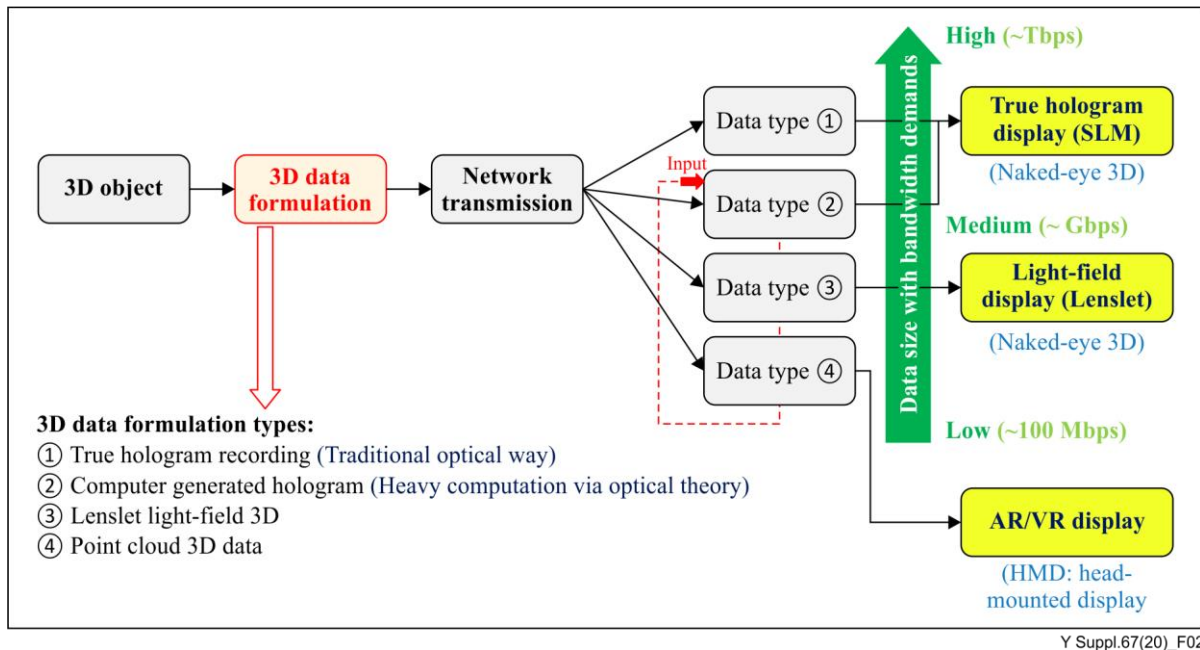 3D object
3D data
formulation
Network
transmission
Input
Data type ①
Data type ②
Data type ③
Data type ④
Data size with bandwidth demands
High (~Tbps)
True hologram
display (SLM)
(Naked-eye 3D)
Medium (~ Gbps)
Light-field
display (Lenslet)
(Naked-eye 3D)
Low (~100 Mbps)
AR/VR display
(HMD: head-
mounted display
3D data formulation types:
① True hologram recording (Traditional optical way)
② Computer generated hologram (Heavy computation via optical theory)
③ Lenslet light-field 3D
④ Point cloud 3D data
Y Suppl.67(20)_F02